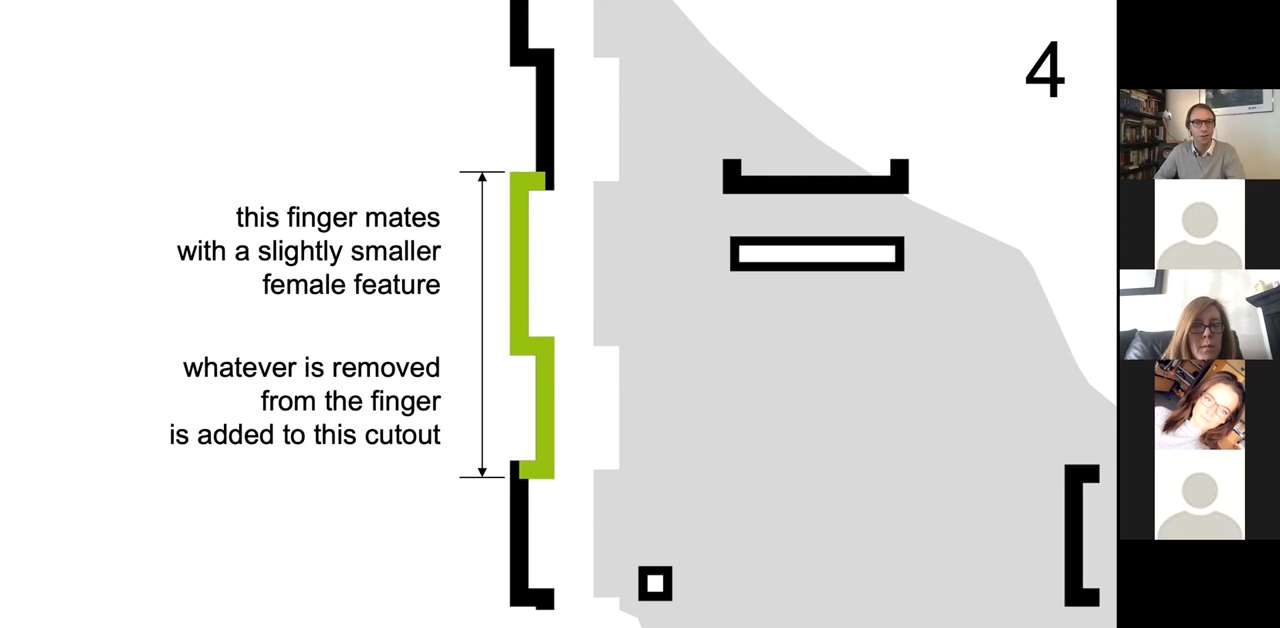 4
this finger mates
with a slightly smaller
female feature
whatever is removed
from the finger
is added to this cutout